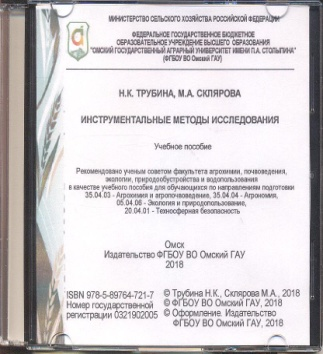 МИНИСТЕРСТВО СЕЛЬСКОГО ХОЗЯЙСТВА РОССИЙСКОЙ ФЕДЕРАЦИИ
ФЕДЕРАЛЬНОЕ ГОСУДАРСТВЕННОЕ БЮДЖЕТНОЕ
ОБРАЗОВАТЕЛЬНОЕ УЧРЕЖДЕНИЕ ВЫСШЕГО ОБРАЗОВАНИЯ
"ОМСКИЙ ГОСУДАРСТВЕННЫЙ АГРАРНЫЙ УНИВЕРСИТЕТ ИМЕНИ П.А. СТОЛЫПИНА"
(ФГБОУ ВО Омский ГАУ)
Н.К. ТРУБИНА, М.А. СКЛЯРОВА
ИНСТРУМЕНТАЛЬНЫЕ МЕТОДЫ ИССЛЕДОВАНИЯ
Учебное пособие
Рекомендовано ученым советом факультета агрохимии, почвоведения,
экологии, природообустройства и водопользования
в качестве учебного пособия для обучающихся по направлениям подготовки
35.04.03 - Агрохимия и агропочвоведение, 35.04.04 - Агрономия,
05.04.06 - Экология и природопользование,
20.04.01 - Техносферная безопасность
Омск
Издательство ФГБОУ ВО Омский ГАУ
2018
ISBN 978-5-89764-721-7
Номер государственной
регистрации 0321902005
© Трубина Н.К., Склярова М.А., 2018
© ФГБОУ ВО Омский ГАУ, 2018
© Оформление. Издательство
ФГБОУ ВО Омский ГАУ, 2018